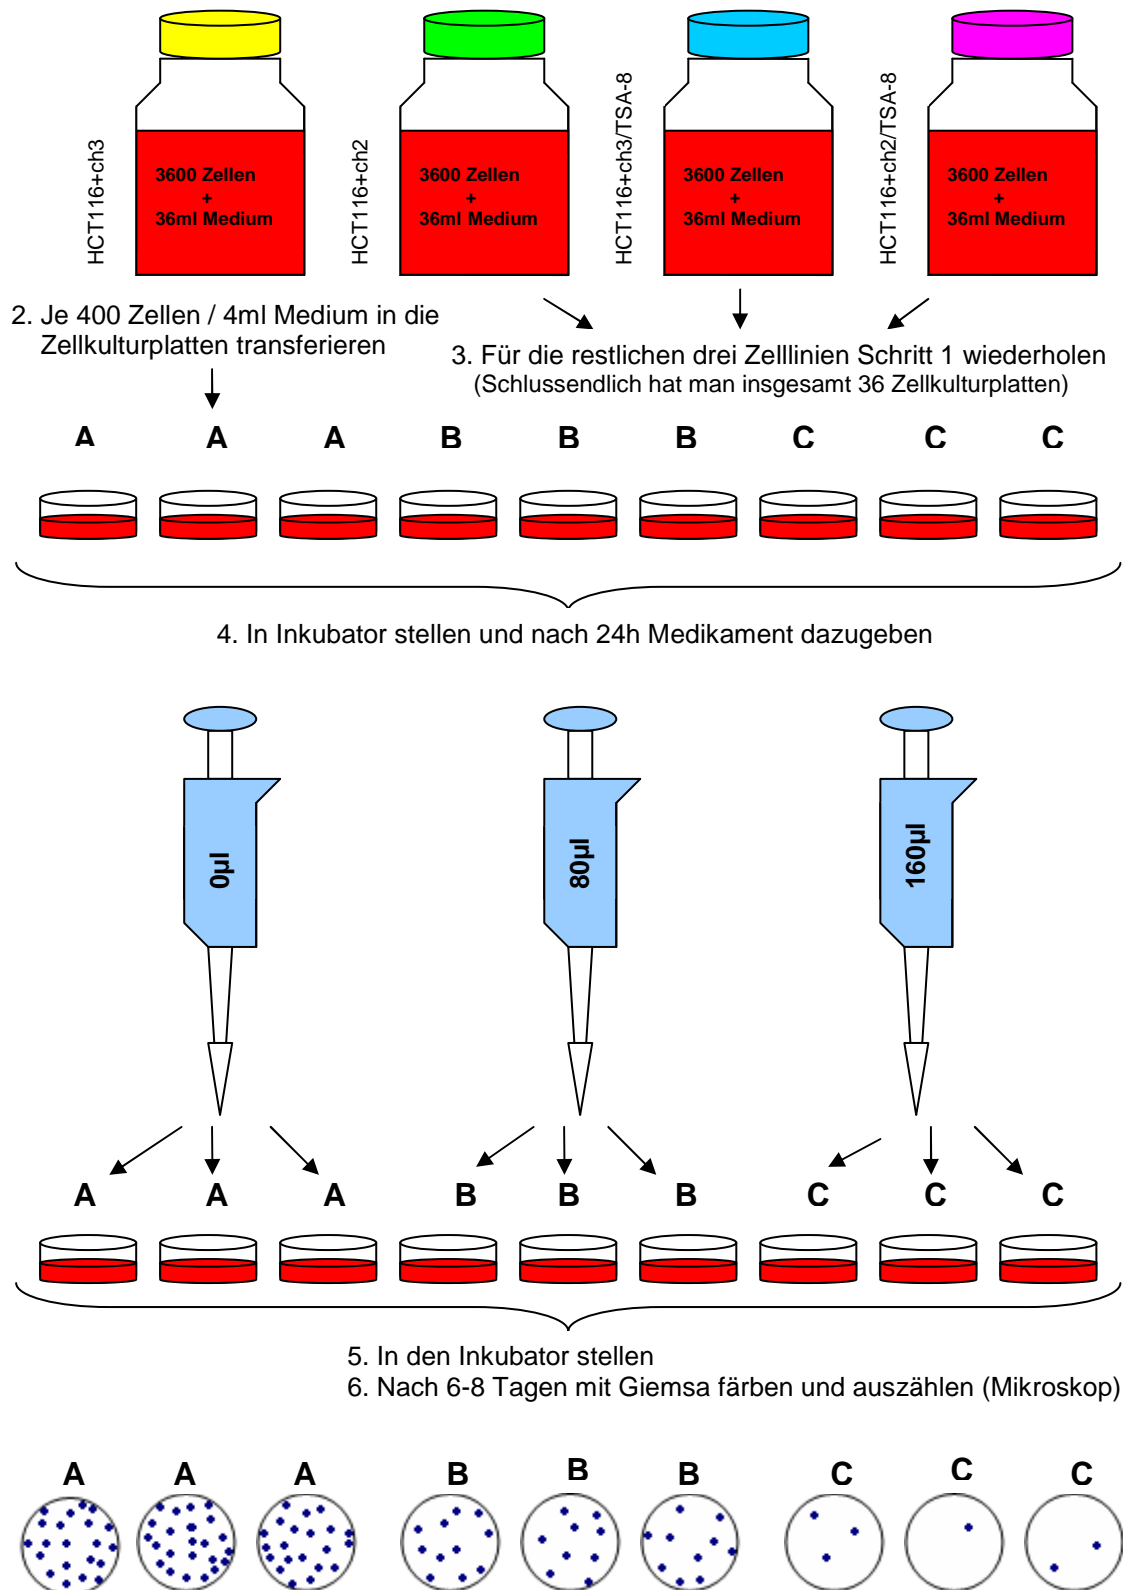 HCT116+ch3
3600 Zellen
+
36ml Medium
HCT116+ch2
3600 Zellen
+
36ml Medium
HCT116+ch3/TSA-8
3600 Zellen
+
36ml Medium
HCT116+ch2/TSA-8
3600 Zellen
+
36ml Medium
2. Je 400 Zellen / 4ml Medium in die
Zellkulturplatten transferieren
3. Für die restlichen drei Zelllinien Schritt 1 wiederholen
(Schlussendlich hat man insgesamt 36 Zellkulturplatten)
A A A B B B C C C
4. In Inkubator stellen und nach 24h Medikament dazugeben
0µl 80µl 160µl
A A A B B B C C C
5. In den Inkubator stellen
6. Nach 6-8 Tagen mit Giemsa färben und auszählen (Mikroskop)
A A A B B B C C C